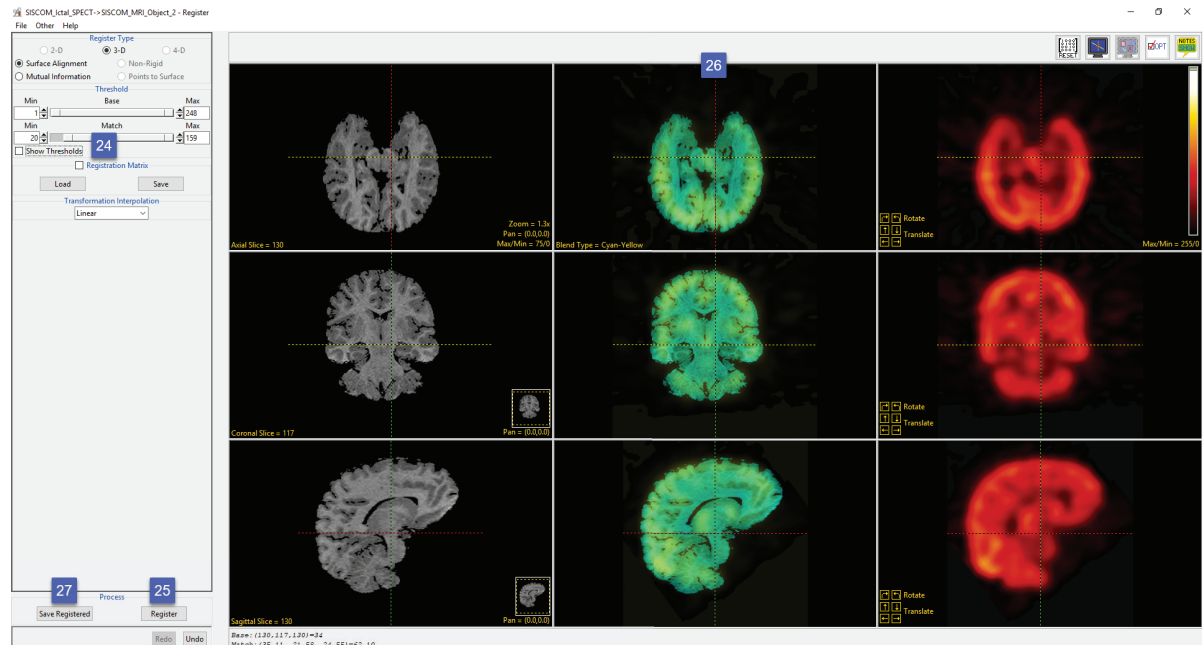 SISCOM_Ictal_SPECT->SISCOM_MRI_Object_2 - Register
File Other Help
Register Type
2-D 3-D 4-D
Surface Alignment Non-Rigid
Mutual Information Points to Surface
Threshold
Min Base Max
1 248
Min Match Max
20 159
24
Show Thresholds
Registration Matrix
Load Save
Transformation Interpolation
Linear
27 25
Process
Save Registered Register
Redo Undo
RESET OPT NOTES
26
Zoom = 1.3x
Pan = (0.0,0.0)
Axial Slice = 130 Max/Min = 75/0
Blend Type = Cyan-Yellow
Rotate
Translate
Max/Min = 255/0
Coronal Slice = 117 Pan = (0.0,0.0)
Rotate
Translate
Sagittal Slice = 130 Pan = (0.0,0.0)
Rotate
Translate
Base:(130,117,130)=34